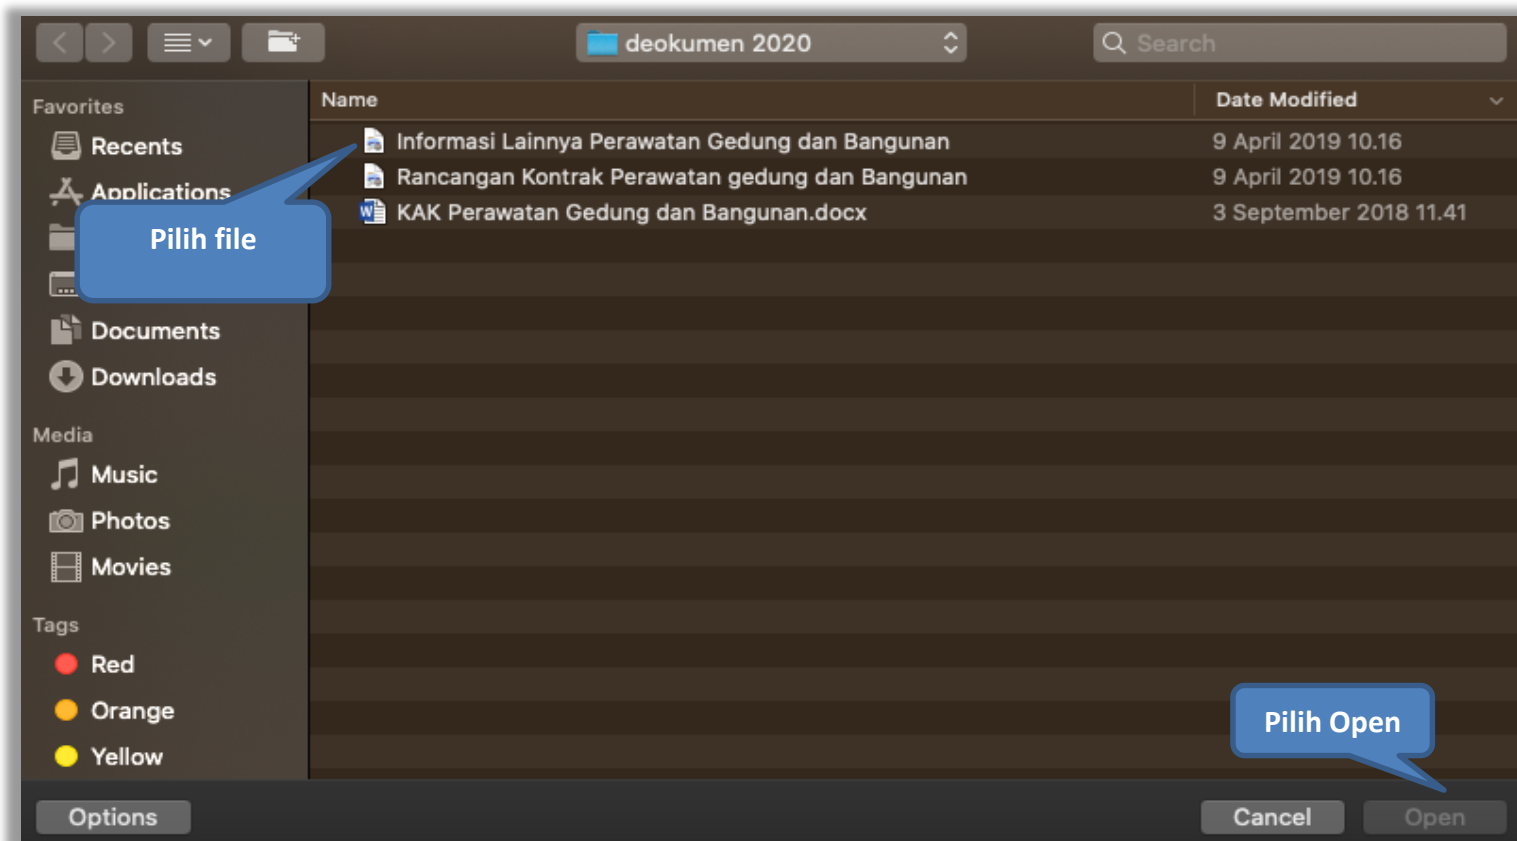 deokumen 2020
Search
Favorites
Name
Date Modified
Recents
Informasi Lainnya Perawatan Gedung dan Bangunan
9 April 2019 10.16
Applications
Rancangan Kontrak Perawatan gedung dan Bangunan
9 April 2019 10.16
KAK Perawatan Gedung dan Bangunan.docx
3 September 2018 11.41
Pilih file
Documents
Downloads
Media
Music
Photos
Movies
Tags
Red
Orange
Yellow
Pilih Open
Options
Cancel
Open